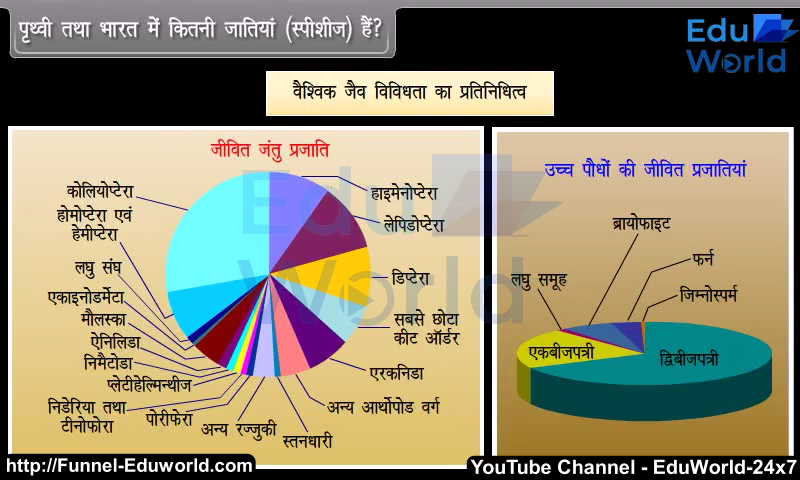 पृथ्वी तथा भारत में कितनी जातियां (स्पीशीज) हैं?
Edu
World
वैश्विक जैव विविधता का प्रतिनिधित्व
जीवित जंतु प्रजाति
कोलियोप्टेरा
होमोप्टेरा एवं
हेमीप्टेरा
लघु संघ
एकाइनोडर्मेटा
मौलस्का
ऐनिलिडा
निमैटोडा
प्लेटीहेल्मिन्थीज
निडेरिया तथा
टीनोफोरा
पोरीफेरा
अन्य रज्जुकी
स्तनधारी
अन्य आर्थोपोड वर्ग
एरकनिडा
सबसे छोटा
कीट ऑर्डर
डिप्टेरा
लेपिडोप्टेरा
हाइमेनोप्टेरा
Edu
World
उच्च पौधों की जीवित प्रजातियां
ब्रायोफाइट
फर्न
लघु समूह
जिम्नोस्पर्म
एकबीजपत्री
द्विबीजपत्री
http://Funnel-Eduworld.com
YouTube Channel - EduWorld-24x7